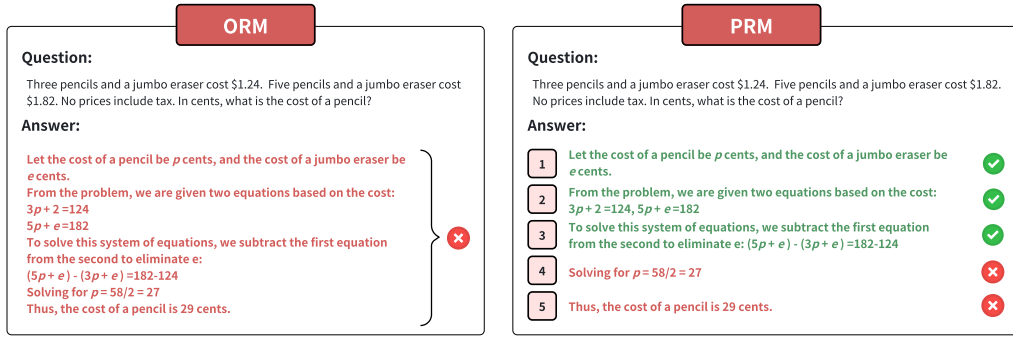 ORM
Question:
Three pencils and a jumbo eraser cost $1.24. Five pencils and a jumbo eraser cost
$1.82. No prices include tax. In cents, what is the cost of a pencil?
Answer:
Let the cost of a pencil be p cents, and the cost of a jumbo eraser be
e cents.
From the problem, we are given two equations based on the cost:
3p + 2 =124
5p + e =182
To solve this system of equations, we subtract the first equation
from the second to eliminate e:
(5p + e ) - (3p + e ) =182-124
Solving for p = 58/2 = 27
Thus, the cost of a pencil is 29 cents.
PRM
Question:
Three pencils and a jumbo eraser cost $1.24. Five pencils and a jumbo eraser cost $1.82.
No prices include tax. In cents, what is the cost of a pencil?
Answer:
1
Let the cost of a pencil be p cents, and the cost of a jumbo eraser be
e cents.
2
From the problem, we are given two equations based on the cost:
3p + 2 =124, 5p + e =182
3
To solve this system of equations, we subtract the first equation
from the second to eliminate e: (5p + e ) - (3p + e ) =182-124
4
Solving for p = 58/2 = 27
5
Thus, the cost of a pencil is 29 cents.